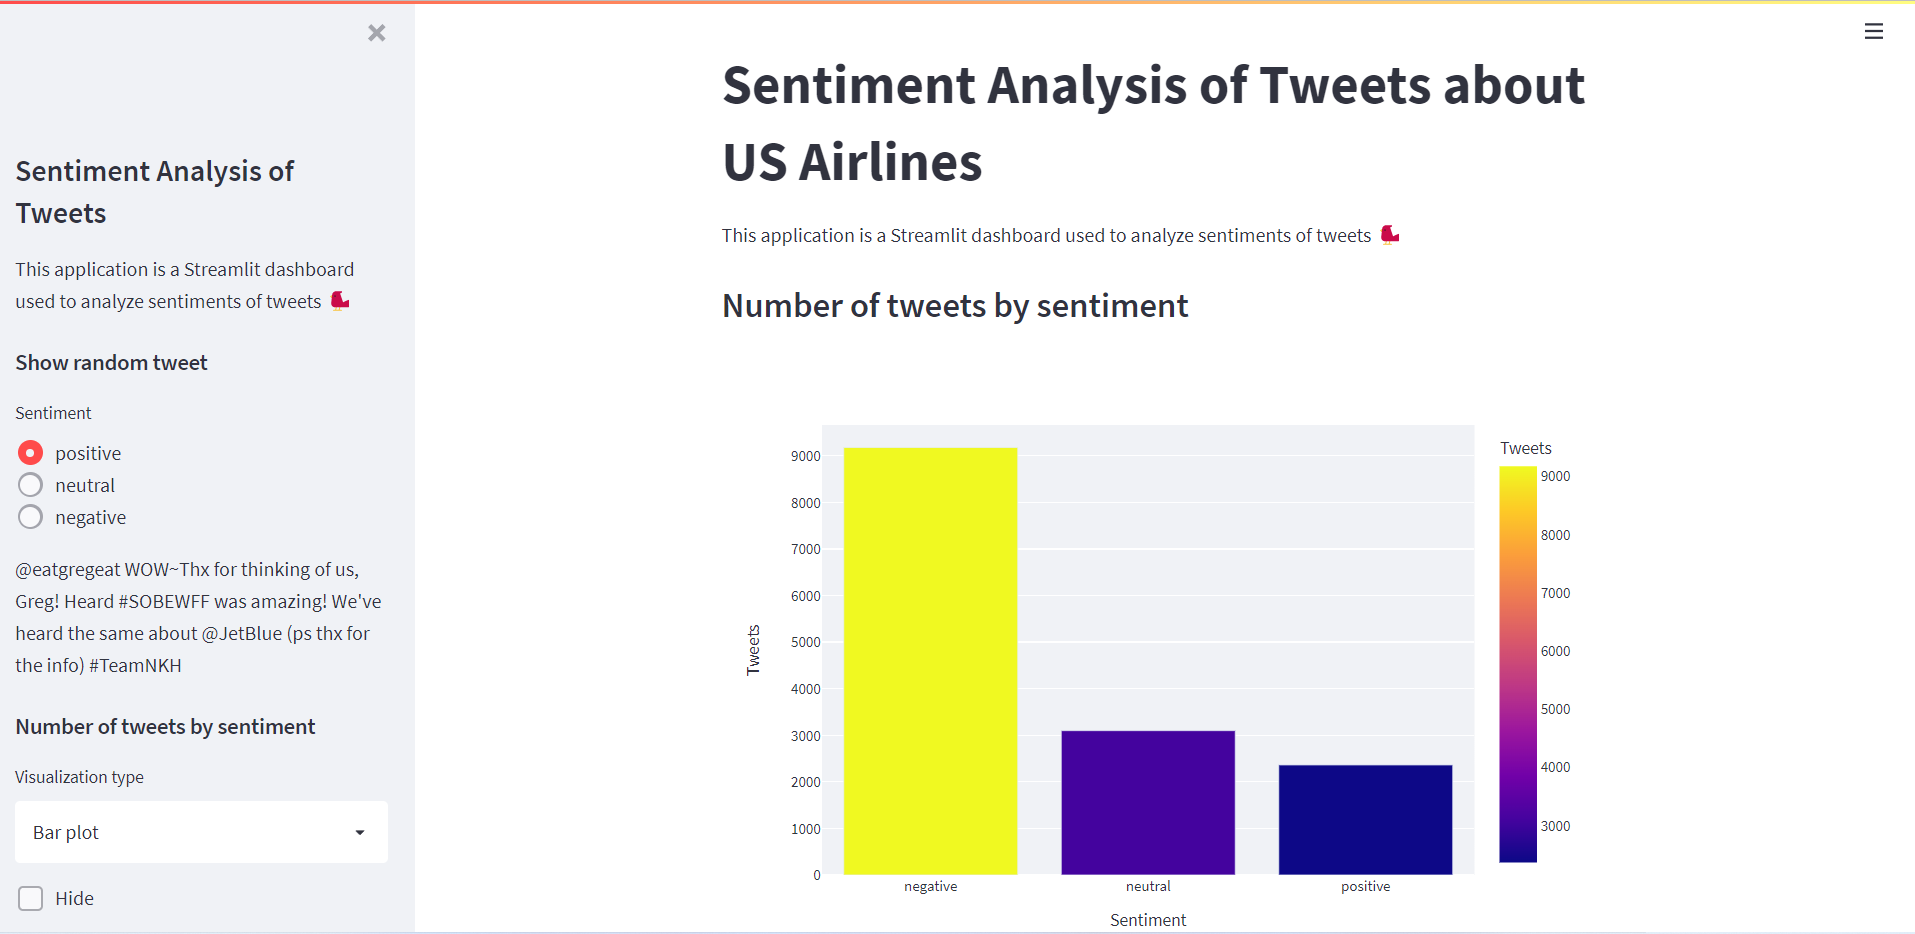 Sentiment Analysis of
Tweets
This application is a Streamlit dashboard
used to analyze sentiments of tweets
Show random tweet
Sentiment
positive
neutral
negative
@eatgregeat WOW~Thx for thinking of us,
Greg! Heard #SOBEWFF was amazing! We've
heard the same about @JetBlue (ps thx for
the info) #TeamNKH
Number of tweets by sentiment
Visualization type
Bar plot
Hide
Sentiment Analysis of Tweets about
US Airlines
This application is a Streamlit dashboard used to analyze sentiments of tweets
Number of tweets by sentiment
Tweets
9000
8000
7000
6000
5000
4000
3000
2000
1000
0
negative
neutral
positive
Sentiment
Tweets
9000
8000
7000
6000
5000
4000
3000